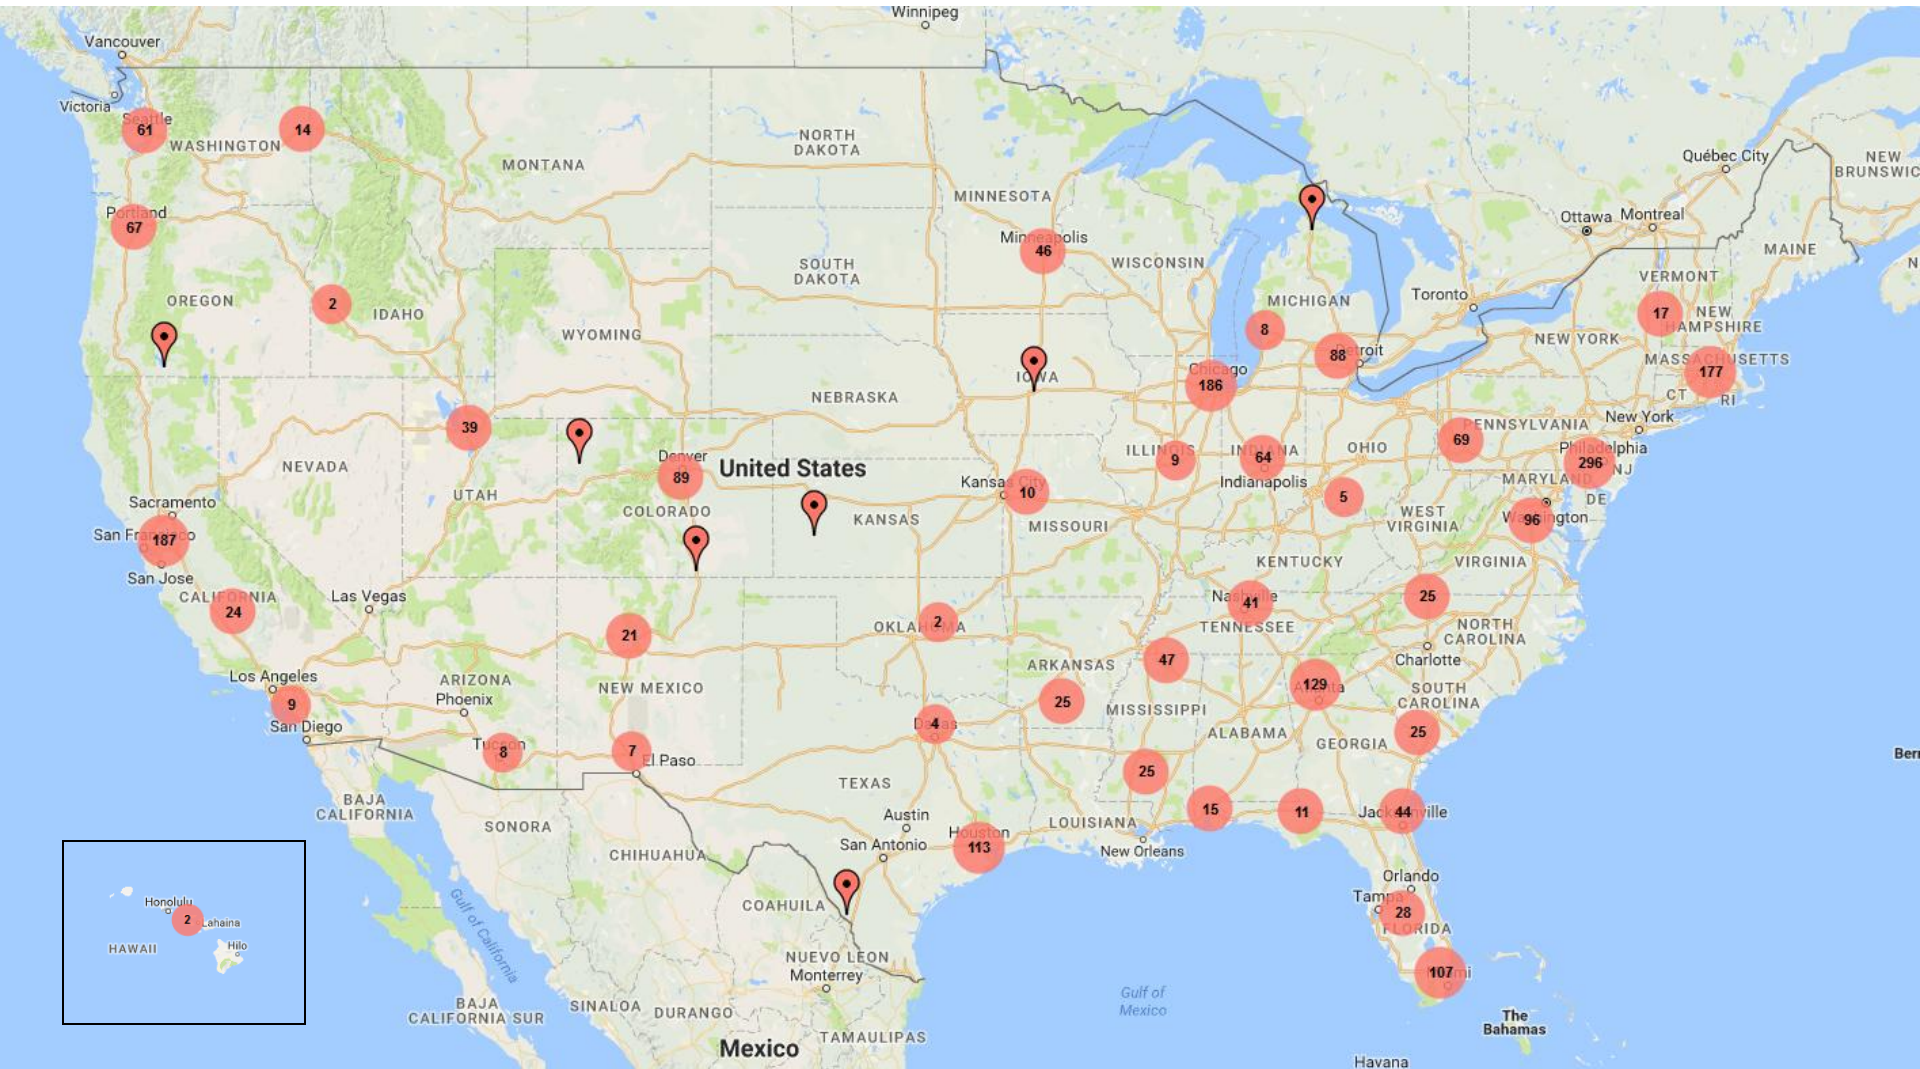 Winnipeg
Vancouver
Victoria
Seattle
61
14
WASHINGTON
MONTANA
NORTH
DAKOTA
MINNESOTA
Québec City
NEW
BRUNSWIC
Portland
67
Ottawa
Montreal
Minneapolis
46
WISCONSIN
SOUTH
DAKOTA
MAINE
VERMONT
OREGON
2
IDAHO
MICHIGAN
Toronto
17
NEW
HAMPSHIRE
WYOMING
8
NEW YORK
88
Detroit
MASSACHUSETTS
177
Chicago
186
IOWA
NEBRASKA
CT
RI
New York
39
PENNSYLVANIA
69
Philadelphia
296
NJ
ILLINOIS
9
INDIANA
64
Indianapolis
OHIO
NEVADA
Denver
89
United States
UTAH
COLORADO
KANSAS
Kansas City
10
MISSOURI
5
MARYLAND
DE
WEST
VIRGINIA
Washington
96
Sacramento
San Francisco
187
San Jose
KENTUCKY
VIRGINIA
CALIFORNIA
24
Las Vegas
Nashville
41
TENNESSEE
25
NORTH
CAROLINA
Charlotte
21
OKLAHOMA
2
ARKANSAS
47
Los Angeles
9
San Diego
ARIZONA
Phoenix
NEW MEXICO
25
MISSISSIPPI
129
Atlanta
SOUTH
CAROLINA
Tucson
8
7
El Paso
Dallas
4
ALABAMA
GEORGIA
25
TEXAS
25
Berr
BAJA
CALIFORNIA
SONORA
CHIHUAHUA
Austin
San Antonio
Houston
113
LOUISIANA
New Orleans
15
11
Jacksonville
44
Orlando
Tampa
28
FLORIDA
COAHUILA
Gulf of California
NUEVO LEON
Monterrey
107
Miami
Gulf of
Mexico
Honolulu
2
Lahaina
HAWAII
Hilo
BAJA
CALIFORNIA SUR
SINALOA
DURANGO
TAMAULIPAS
Mexico
The
Bahamas
Havana